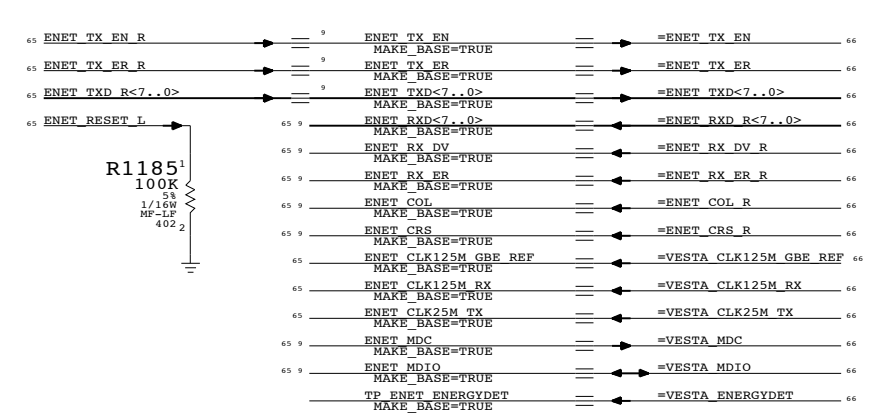 65 ENET_TX_EN_R 9 ENET_TX_EN =ENET_TX_EN 66
MAKE_BASE=TRUE
65 ENET_TX_ER_R 9 ENET_TX_ER =ENET_TX_ER 66
MAKE_BASE=TRUE
65 ENET_TXD_R<7..0> 9 ENET_TXD<7..0> =ENET_TXD<7..0> 66
MAKE_BASE=TRUE
65 ENET_RESET_L 65 9 ENET_RXD<7..0> =ENET_RXD_R<7..0> 66
MAKE_BASE=TRUE
65 9 ENET_RX_DV =ENET_RX_DV_R 66
MAKE_BASE=TRUE
R1185 1
100K
5%
1/16W
MF-LF
402 2
65 9 ENET_RX_ER =ENET_RX_ER_R 66
MAKE_BASE=TRUE
65 9 ENET_COL =ENET_COL_R 66
MAKE_BASE=TRUE
65 9 ENET_CRS =ENET_CRS_R 66
MAKE_BASE=TRUE
65 ENET_CLK125M_GBE_REF =VESTA_CLK125M_GBE_REF 66
MAKE_BASE=TRUE
65 ENET_CLK125M_RX =VESTA_CLK125M_RX 66
MAKE_BASE=TRUE
65 ENET_CLK25M_TX =VESTA_CLK25M_TX 66
MAKE_BASE=TRUE
65 9 ENET_MDC =VESTA_MDC 66
MAKE_BASE=TRUE
65 9 ENET_MDIO =VESTA_MDIO 66
MAKE_BASE=TRUE
TP_ENET_ENERGYDET =VESTA_ENERGYDET 66
MAKE_BASE=TRUE